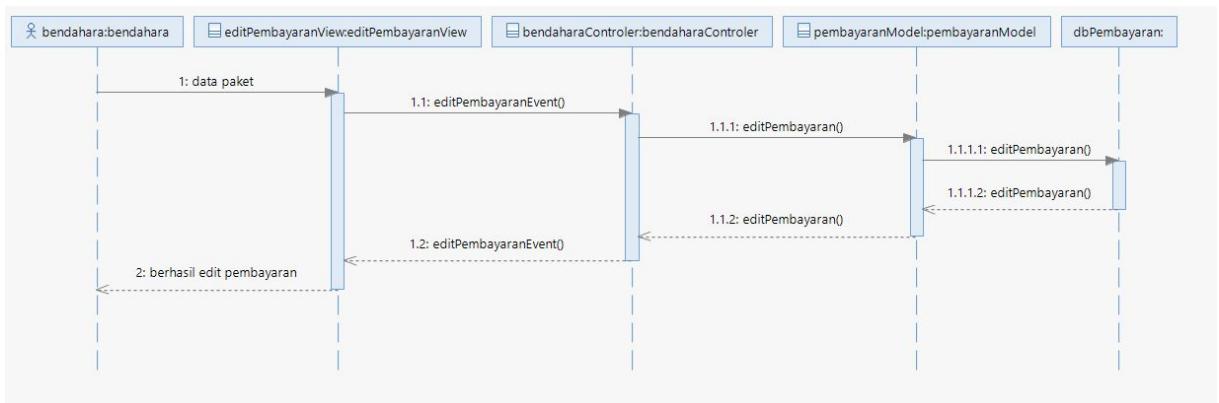 bendahara:bendahara
editPembayaranView:editPembayaranView
bendaharaControler:bendaharaControler
pembayaranModel:pembayaranModel
dbPembayaran:
1: data paket
1.1: editPembayaranEvent()
1.1.1: editPembayaran()
1.1.1.1: editPembayaran()
1.1.1.2: editPembayaran()
1.1.2: editPembayaran()
1.2: editPembayaranEvent()
2: berhasil edit pembayaran